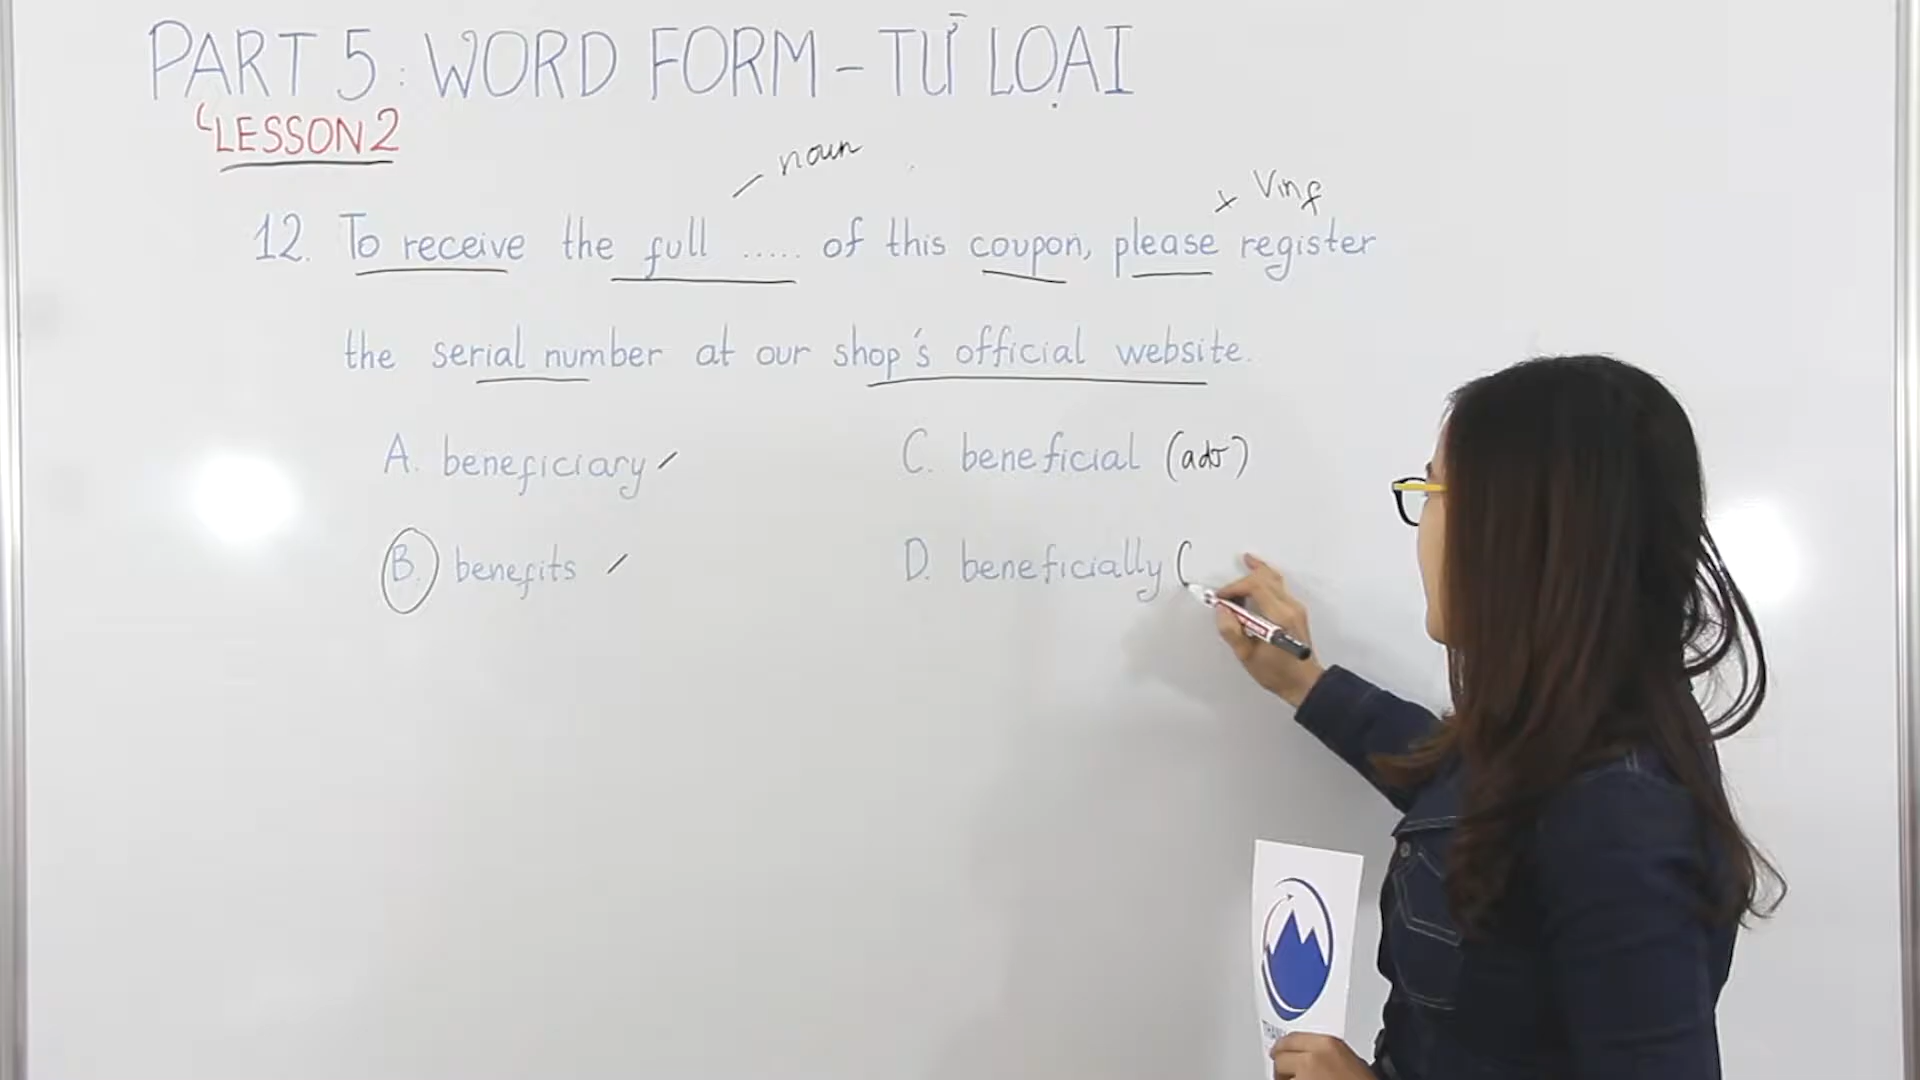 PART 5: WORD FORM - TỪ LOẠI
LESSON 2
noun
+ Vinf
12. To receive the full ..... of this coupon, please register
the serial number at our shop's official website.
A. beneficiary
C. beneficial (adj)
B. benefits
D. beneficially (